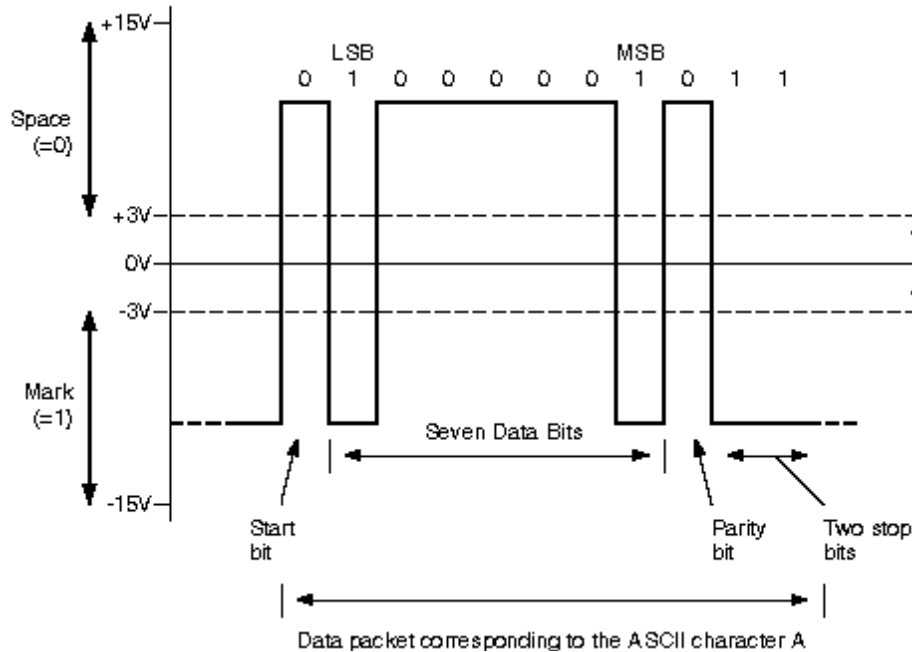 +15V
LSB MSB
0 1 0 0 0 0 0 1 0 1 1
Space
(=0)
+3V
0V
-3V
Mark
(=1)
Seven Data Bits
-15V
Start
bit
Parity
bit
Two stop
bits
Data packet corresponding to the ASCII character A